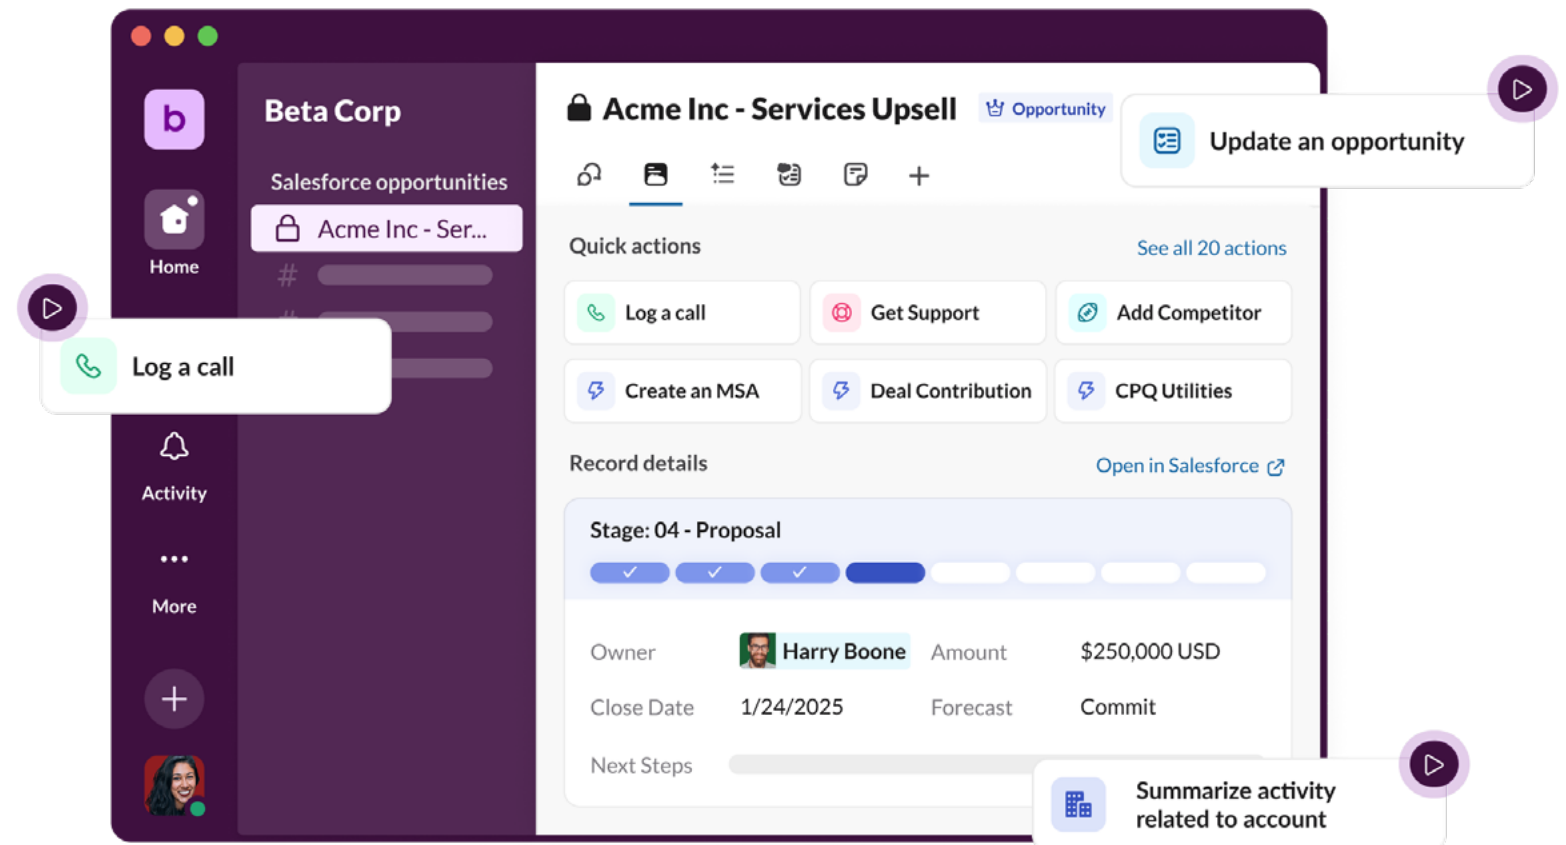 b
Home
Activity
More
Beta Corp
Salesforce opportunities
Acme Inc - Ser...
#
Log a call
Acme Inc - Services Upsell
Opportunity
Update an opportunity
Quick actions
See all 20 actions
Log a call
Get Support
Add Competitor
Create an MSA
Deal Contribution
CPQ Utilities
Record details
Open in Salesforce
Stage: 04 - Proposal
Owner
Harry Boone
Amount
$250,000 USD
Close Date
1/24/2025
Forecast
Commit
Next Steps
Summarize activity
related to account